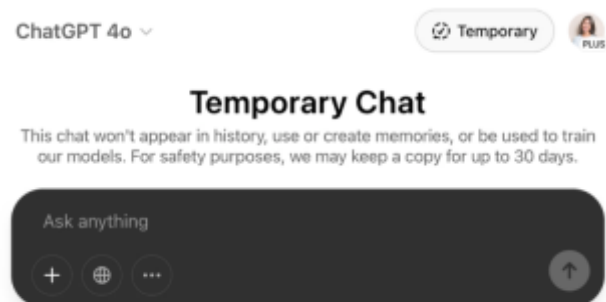 ChatGPT 4o
Temporary
PLUS
Temporary Chat
This chat won't appear in history, use or create memories, or be used to train
our models. For safety purposes, we may keep a copy for up to 30 days.
Ask anything